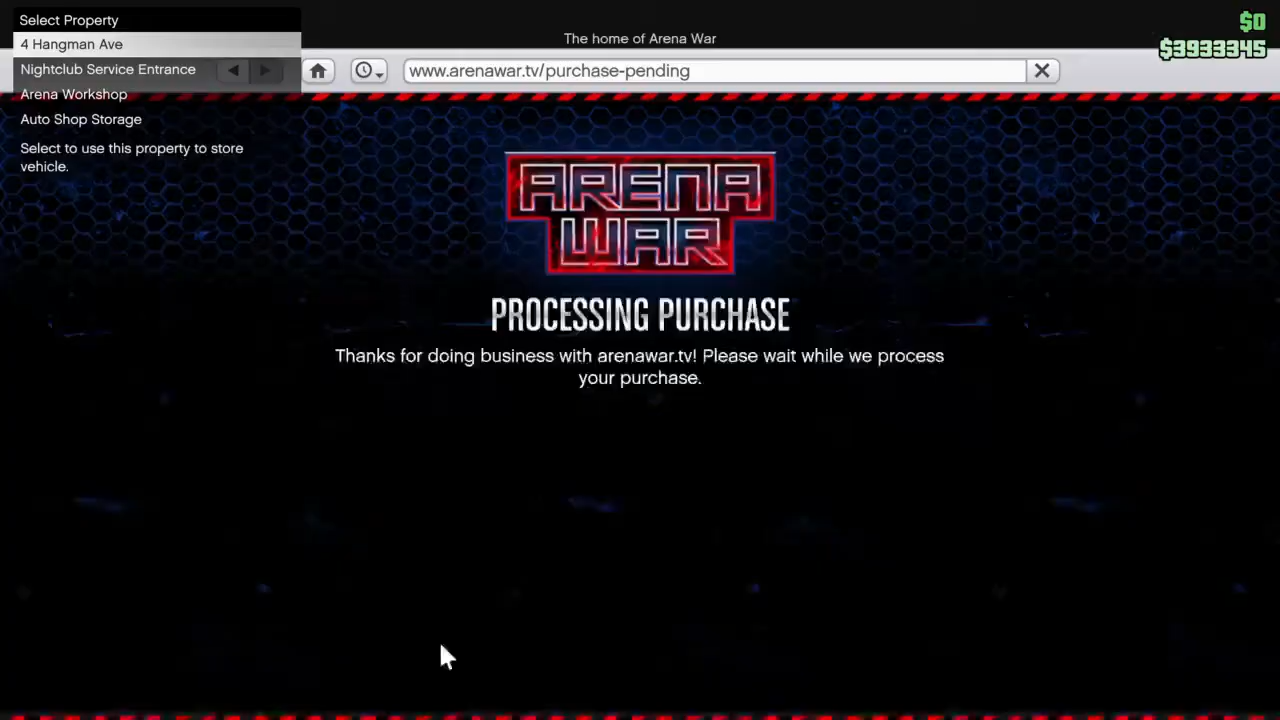 Select Property
4 Hangman Ave
Nightclub Service Entrance
Arena Workshop
Auto Shop Storage
Select to use this property to store
vehicle.
The home of Arena War
www.arenawar.tv/purchase-pending
$0
$3933345
ARENA
WAR
PROCESSING PURCHASE
Thanks for doing business with arenawar.tv! Please wait while we process
your purchase.